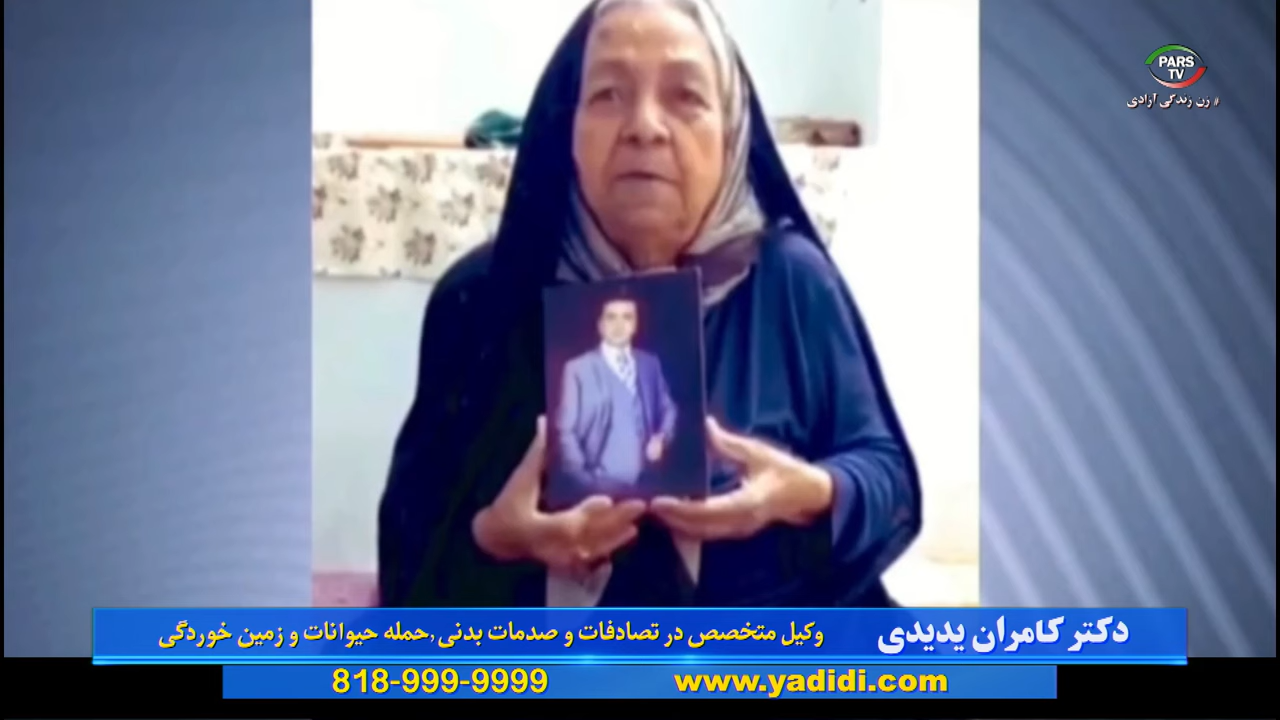 PARS
TV
# زن زندگی آزادی
دکتر کامران یدیدی وکیل متخصص در تصادفات و صدمات بدنی,حمله حیوانات و زمین خوردگی
818-999-9999 www.yadidi.com